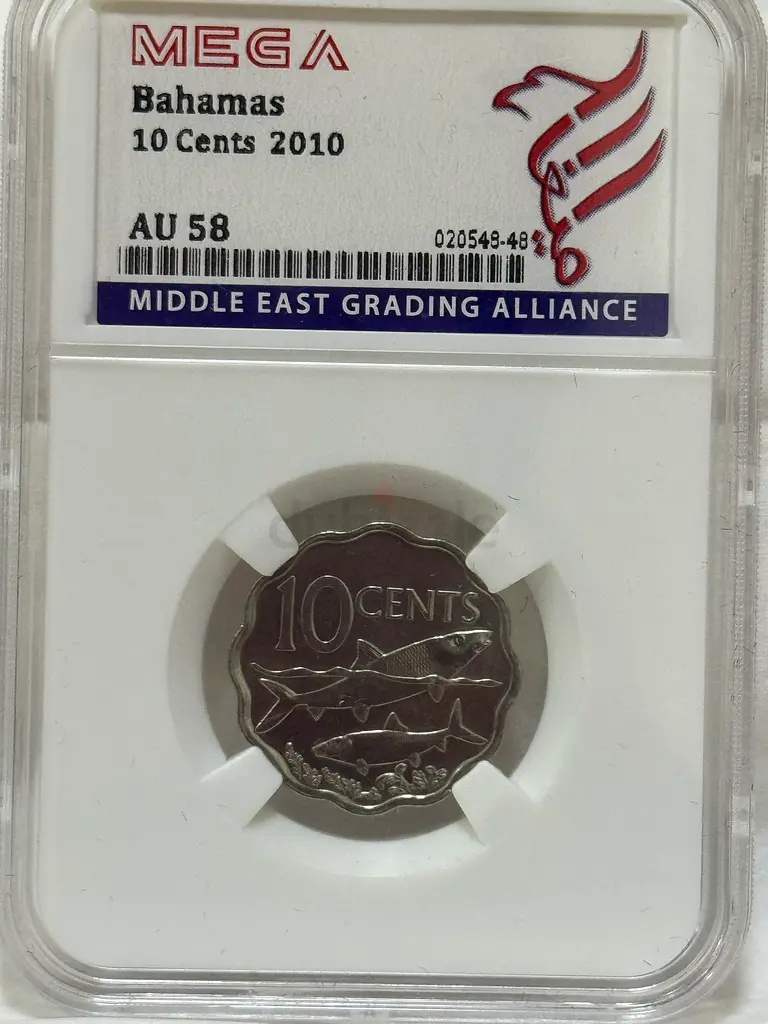 MEGA
Bahamas
10 Cents 2010
AU 58
020548-48
MIDDLE EAST GRADING ALLIANCE
10 CENTS